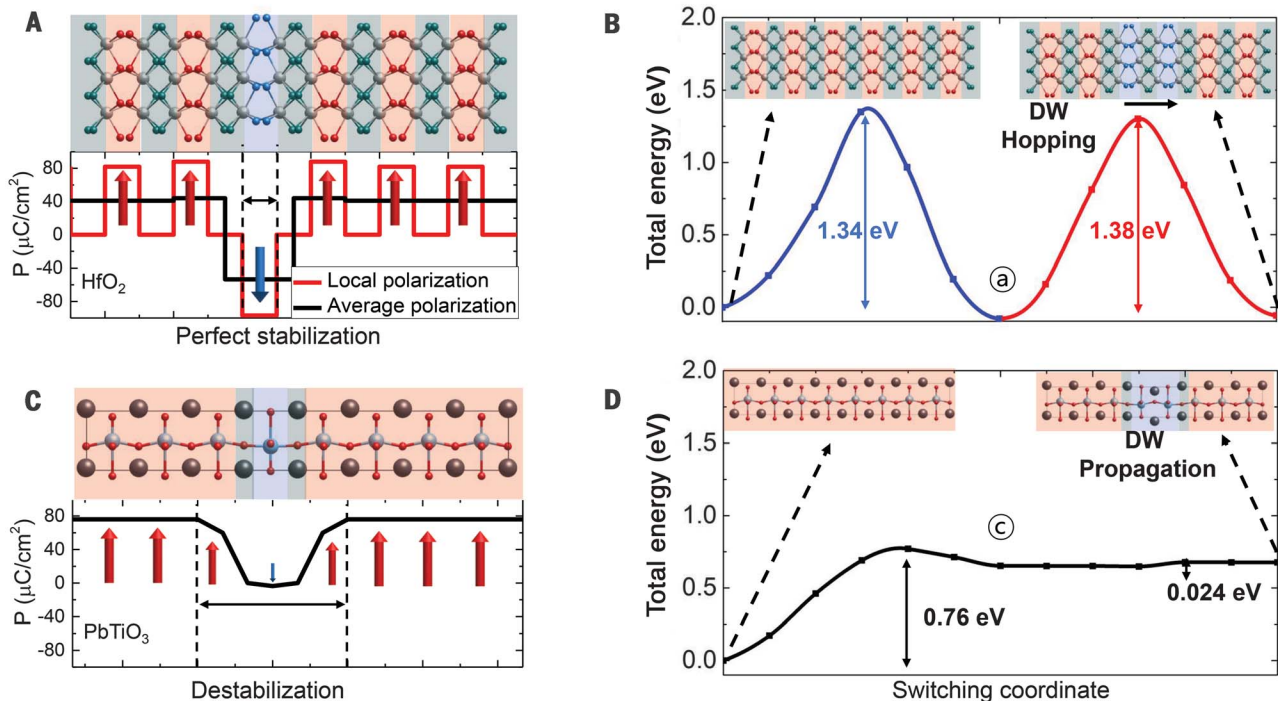 A
P (μC/cm²)
80
40
0
-40
-80
HfO₂
Local polarization
Average polarization
Perfect stabilization
B
Total energy (eV)
2.0
1.5
1.0
0.5
0.0
DW
Hopping
1.34 eV
1.38 eV
a
C
P (μC/cm²)
80
40
0
-40
-80
PbTiO₃
Destabilization
D
Total energy (eV)
2.0
1.5
1.0
0.5
0.0
DW
Propagation
c
0.76 eV
0.024 eV
Switching coordinate